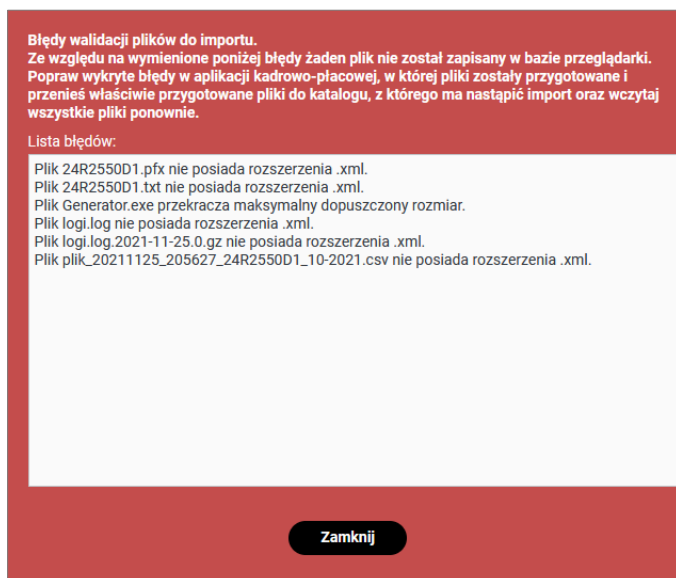 Błędy walidacji plików do importu.
Ze względu na wymienione poniżej błędy żaden plik nie został zapisany w bazie przeglądarki.
Popraw wykryte błędy w aplikacji kadrowo-płacowej, w której pliki zostały przygotowane i
przenieś właściwie przygotowane pliki do katalogu, z którego ma nastąpić import oraz wczytaj
wszystkie pliki ponownie.
Lista błędów:
Plik 24R2550D1.pfx nie posiada rozszerzenia .xml.
Plik 24R2550D1.txt nie posiada rozszerzenia .xml.
Plik Generator.exe przekracza maksymalny dopuszczony rozmiar.
Plik logi.log nie posiada rozszerzenia .xml.
Plik logi.log.2021-11-25.0.gz nie posiada rozszerzenia .xml.
Plik plik_20211125_205627_24R2550D1_10-2021.csv nie posiada rozszerzenia .xml.
Zamknij